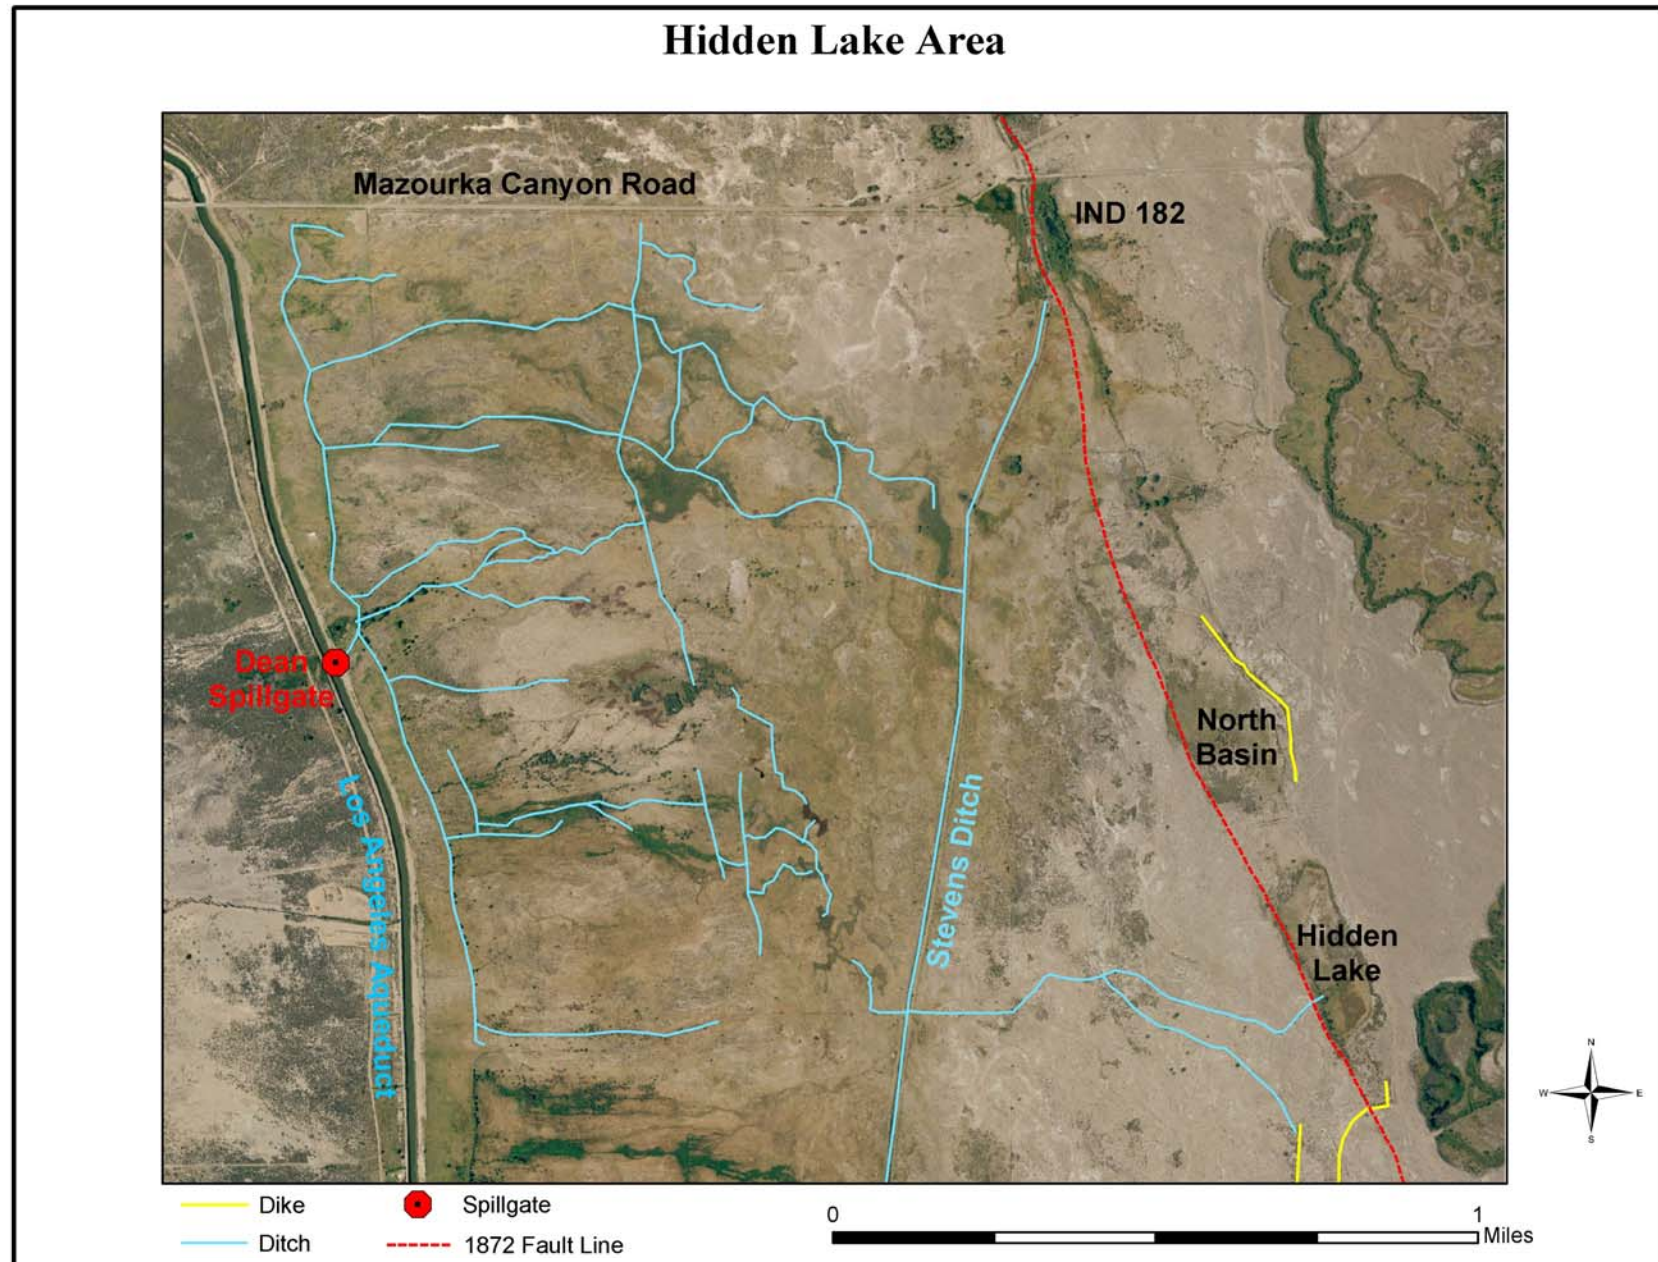 Hidden Lake Area
Mazourka Canyon Road
IND 182
Dean
Spillgate
North
Basin
Los Angeles Aqueduct
Stevens Ditch
Hidden
Lake
N
W
E
S
Dike
Spillgate
Ditch
1872 Fault Line
0
1
Miles